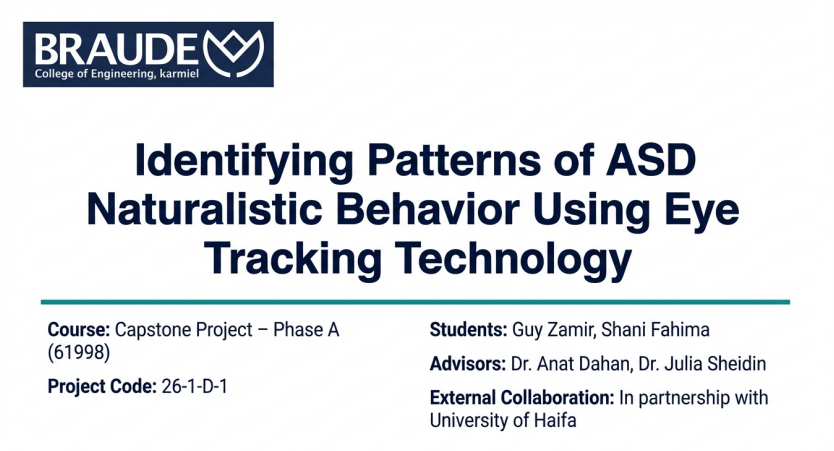 BRAUDE
College of Engineering, karmiel
Identifying Patterns of ASD
Naturalistic Behavior Using Eye
Tracking Technology
Course: Capstone Project – Phase A
(61998)
Project Code: 26-1-D-1
Students: Guy Zamir, Shani Fahima
Advisors: Dr. Anat Dahan, Dr. Julia Sheidin
External Collaboration: In partnership with
University of Haifa